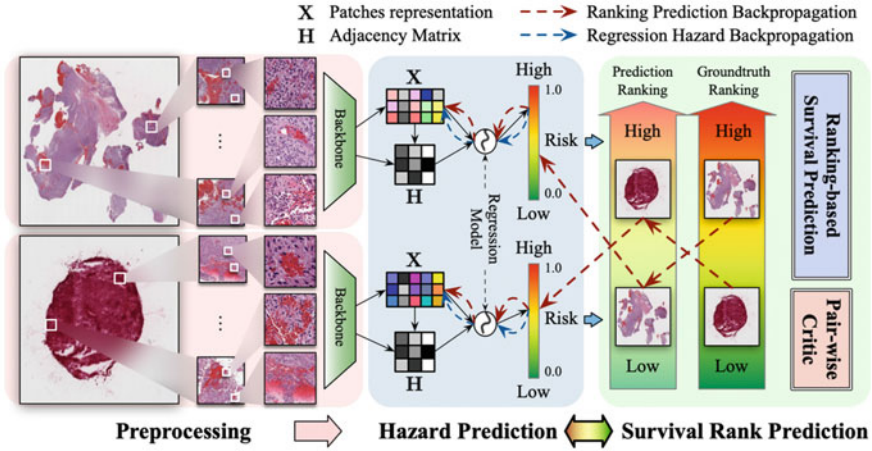 X Patches representation
Ranking Prediction Backpropagation
H Adjacency Matrix
Regression Hazard Backpropagation
Backbone
X
H
High
1.0
Risk
0.0
Low
Regression
Model
Backbone
X
H
High
1.0
Risk
0.0
Low
Prediction
Ranking
Groundtruth
Ranking
High
High
Low
Low
Ranking-based
Survival Prediction
Pair-wise
Critic
...
...
Preprocessing
Hazard Prediction
Survival Rank Prediction